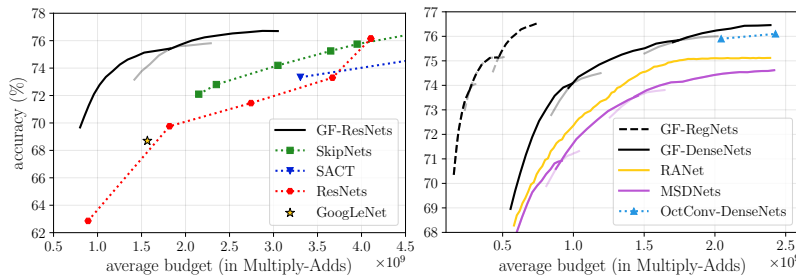 78
76
74
72
70
68
66
64
62
accuracy (%)
0.5 1.0 1.5 2.0 2.5 3.0 3.5 4.0 4.5
average budget (in Multiply-Adds) ×10⁹
GF-ResNets
SkipNets
SACT
ResNets
GoogLeNet
77
76
75
74
73
72
71
70
69
68
0.0 0.5 1.0 1.5 2.0 2.5
average budget (in Multiply-Adds)
GF-RegNets
GF-DenseNets
RANet
MSDNets
OctConv-DenseNets